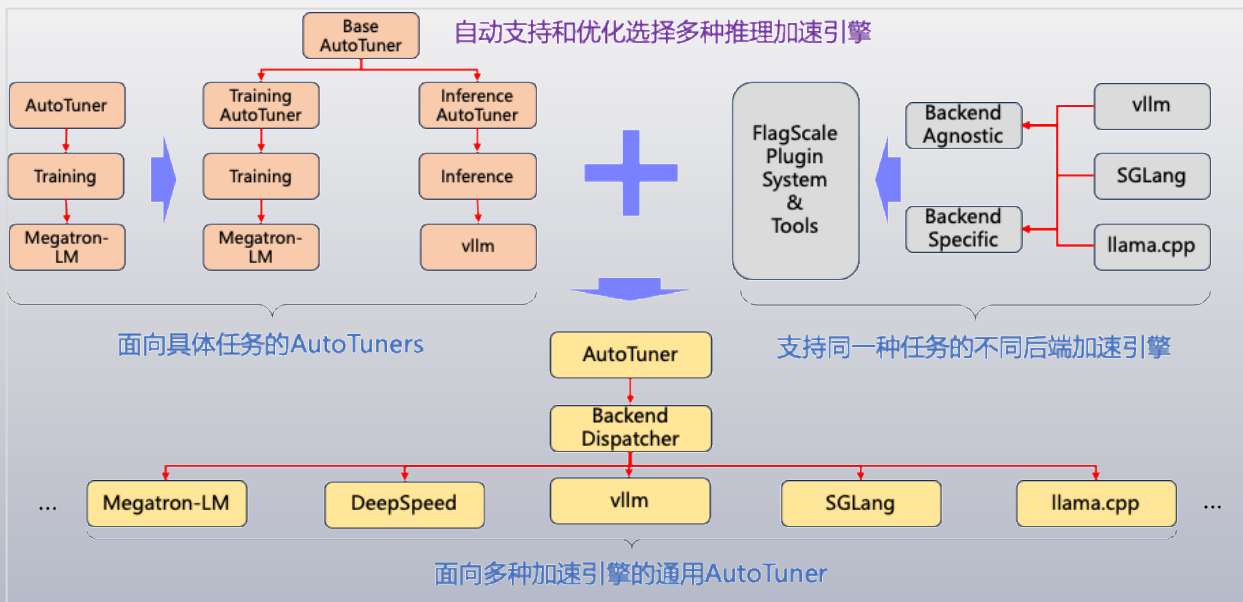 Base
AutoTuner
自动支持和优化选择多种推理加速引擎
AutoTuner
Training
Megatron-
LM
Training
AutoTuner
Training
Megatron-
LM
Inference
AutoTuner
Inference
vllm
面向具体任务的AutoTuners
FlagScale
Plugin
System
&
Tools
Backend
Agnostic
Backend
Specific
vllm
SGLang
llama.cpp
支持同一种任务的不同后端加速引擎
AutoTuner
Backend
Dispatcher
...
Megatron-LM
DeepSpeed
vllm
SGLang
llama.cpp
...
面向多种加速引擎的通用AutoTuner